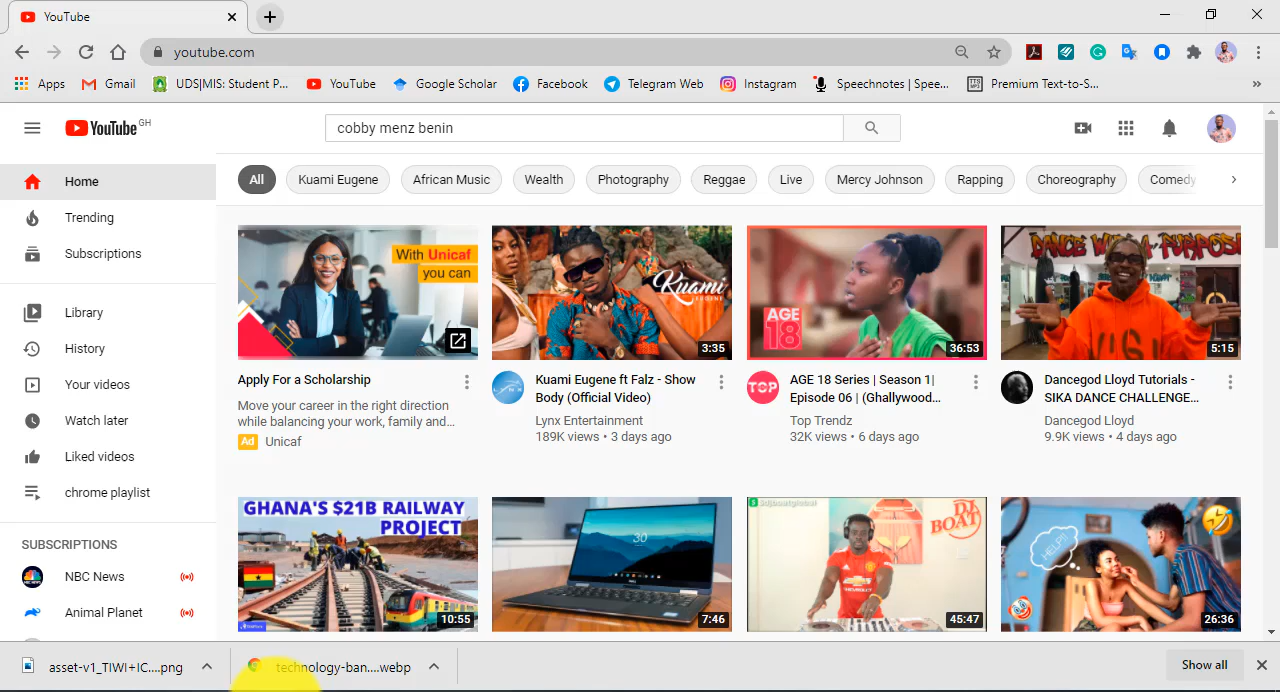 YouTube
youtube.com
Apps
Gmail
UDS|MIS: Student P...
YouTube
Google Scholar
Facebook
Telegram Web
Instagram
Speechnotes | Spee...
Premium Text-to-S...
YouTube GH
cobby menz benin
All
Kuami Eugene
African Music
Wealth
Photography
Reggae
Live
Mercy Johnson
Rapping
Choreography
Comedy
Home
Trending
Subscriptions
Library
History
Your videos
Watch later
Liked videos
chrome playlist
SUBSCRIPTIONS
NBC News
Animal Planet
With Unicaf
you can
Apply For a Scholarship
Move your career in the right direction
while balancing your work, family and...
Ad Unicaf
Kuami
EUGENE
3:35
Kuami Eugene ft Falz - Show
Body (Official Video)
Lynx Entertainment
189K views • 3 days ago
AGE
18
36:53
TOP
AGE 18 Series | Season 1|
Episode 06 | (Ghallywood...
Top Trendz
32K views • 6 days ago
DANCE WITH A PURPOSE
5:15
Dancegod Lloyd Tutorials -
SIKA DANCE CHALLENGE...
Dancegod Lloyd
9.9K views • 4 days ago
GHANA'S $21B RAILWAY
PROJECT
10:55
30
DELL
7:46
DJ
BOAT
45:47
HELP!!
26:36
asset-v1_TIWI+IC....png
technology-ban....webp
Show all